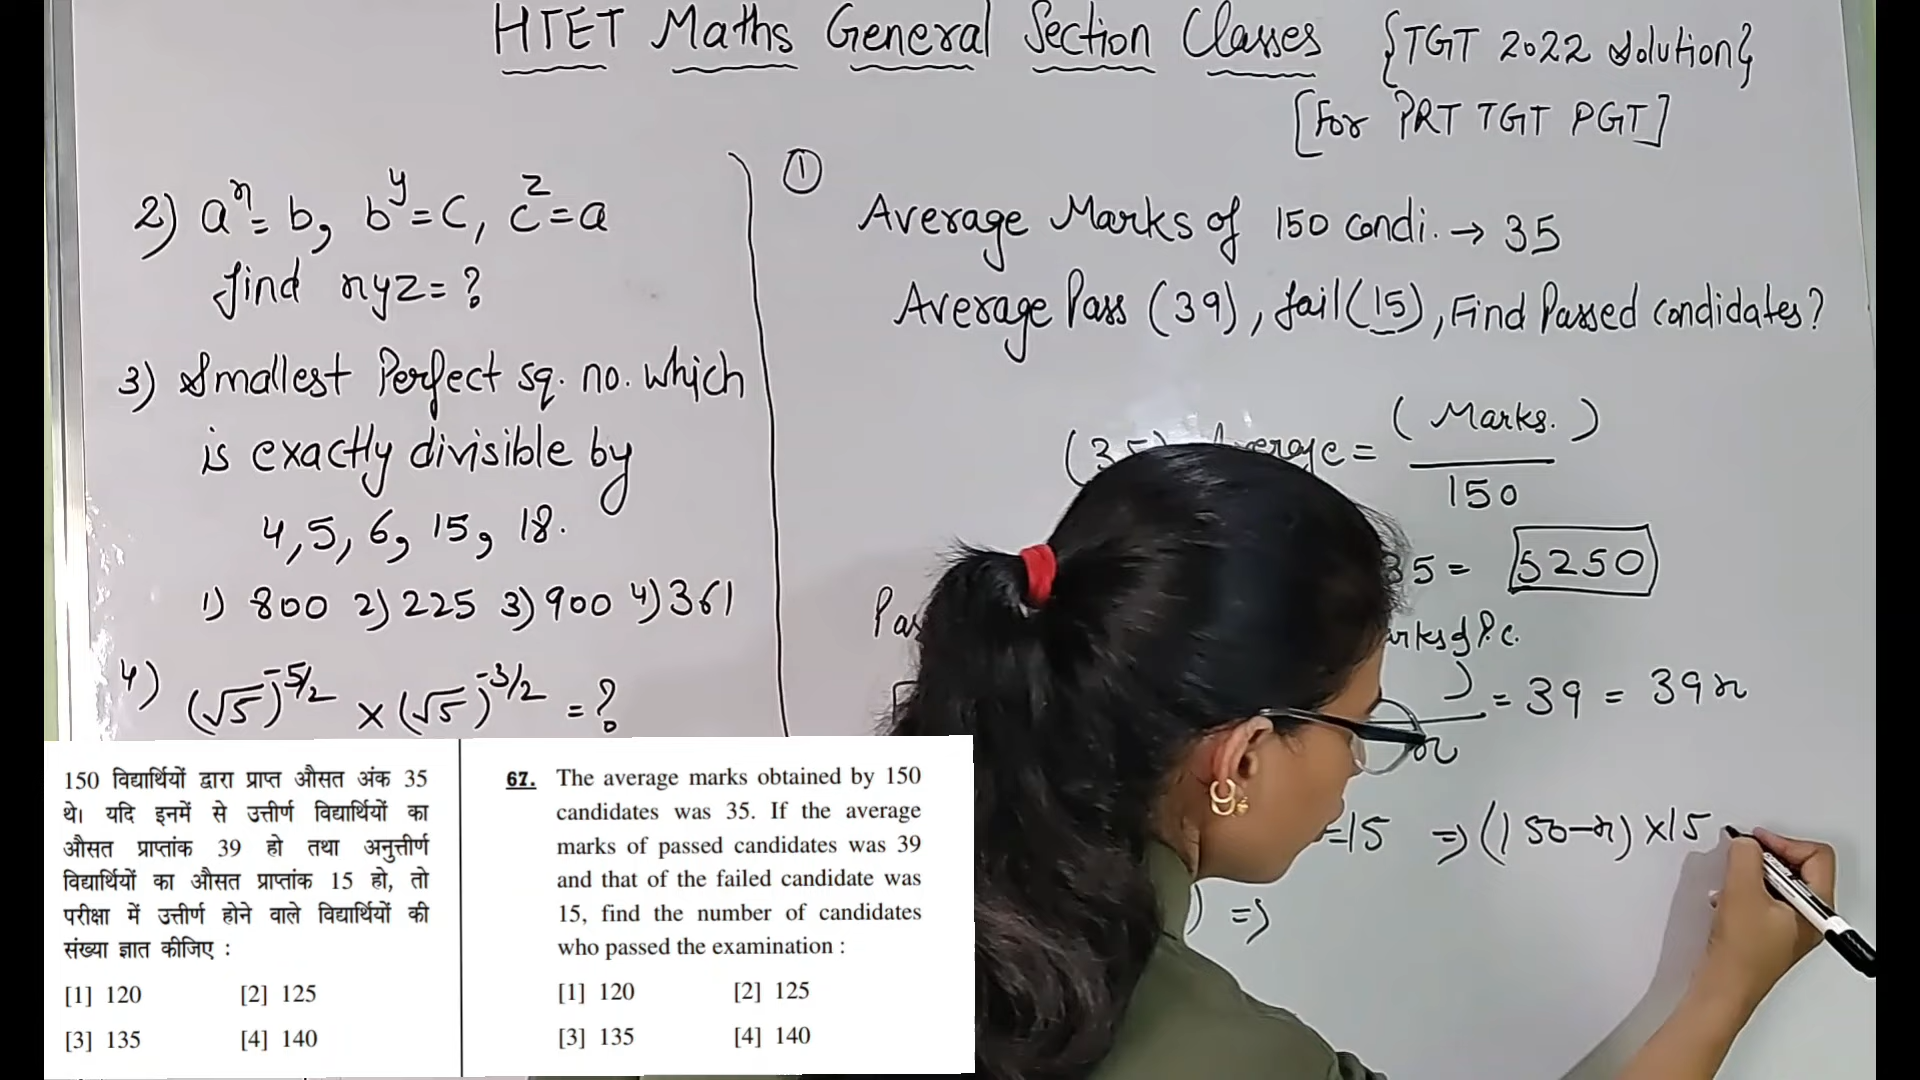 HTET Maths General Section Classes {TGT 2022 Solution}
[For PRT TGT PGT]
2) aˣ = b, bʸ = c, cᶻ = a
find xyz = ?
3) Smallest Perfect sq. no. which
is exactly divisible by
4, 5, 6, 15, 18.
1) 800 2) 225 3) 900 4) 361
4) (√5)^-5/2 × (√5)^-3/2 = ?
①
Average Marks of 150 condi. → 35
Average Pass (39), fail (15), Find Passed candidates?
Average = (Marks.)
150
35 = 5250
Pas
) = 39 = 39x
x
=15 ⇒ (150-x) × 15
) ⇒
150 विद्यार्थियों द्वारा प्राप्त औसत अंक 35
थे। यदि इनमें से उत्तीर्ण विद्यार्थियों का
औसत प्राप्तांक 39 हो तथा अनुत्तीर्ण
विद्यार्थियों का औसत प्राप्तांक 15 हो, तो
परीक्षा में उत्तीर्ण होने वाले विद्यार्थियों की
संख्या ज्ञात कीजिए :
[1] 120 [2] 125
[3] 135 [4] 140
67. The average marks obtained by 150
candidates was 35. If the average
marks of passed candidates was 39
and that of the failed candidate was
15, find the number of candidates
who passed the examination :
[1] 120 [2] 125
[3] 135 [4] 140